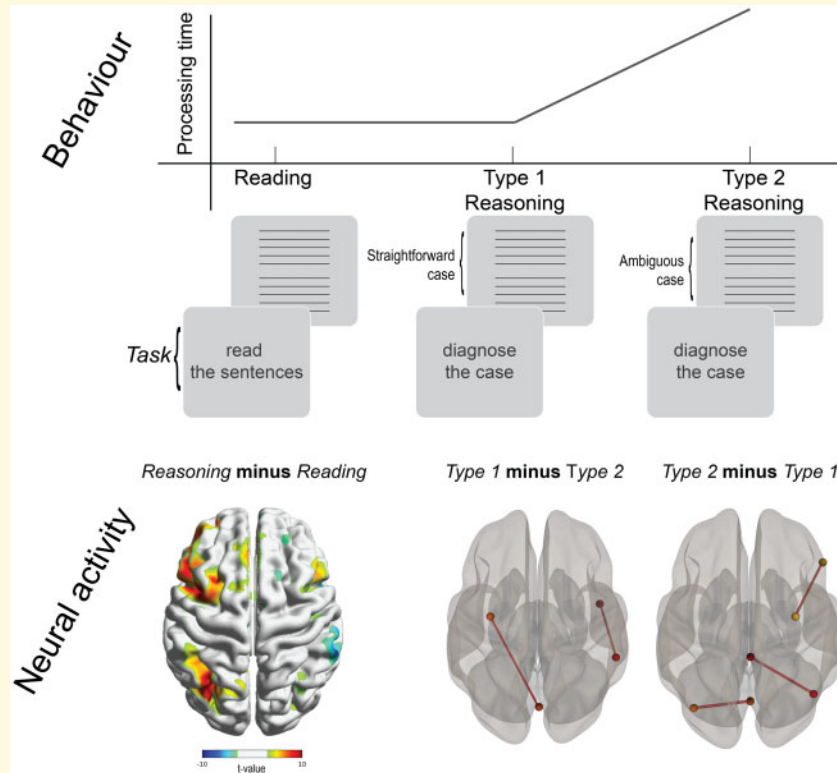 Behaviour
Processing time
Reading
Type 1
Reasoning
Type 2
Reasoning
Straightforward
case
Ambiguous
case
Task
read
the sentences
diagnose
the case
diagnose
the case
Neural activity
Reasoning minus Reading
Type 1 minus Type 2
Type 2 minus Type 1
-10
10
t-value